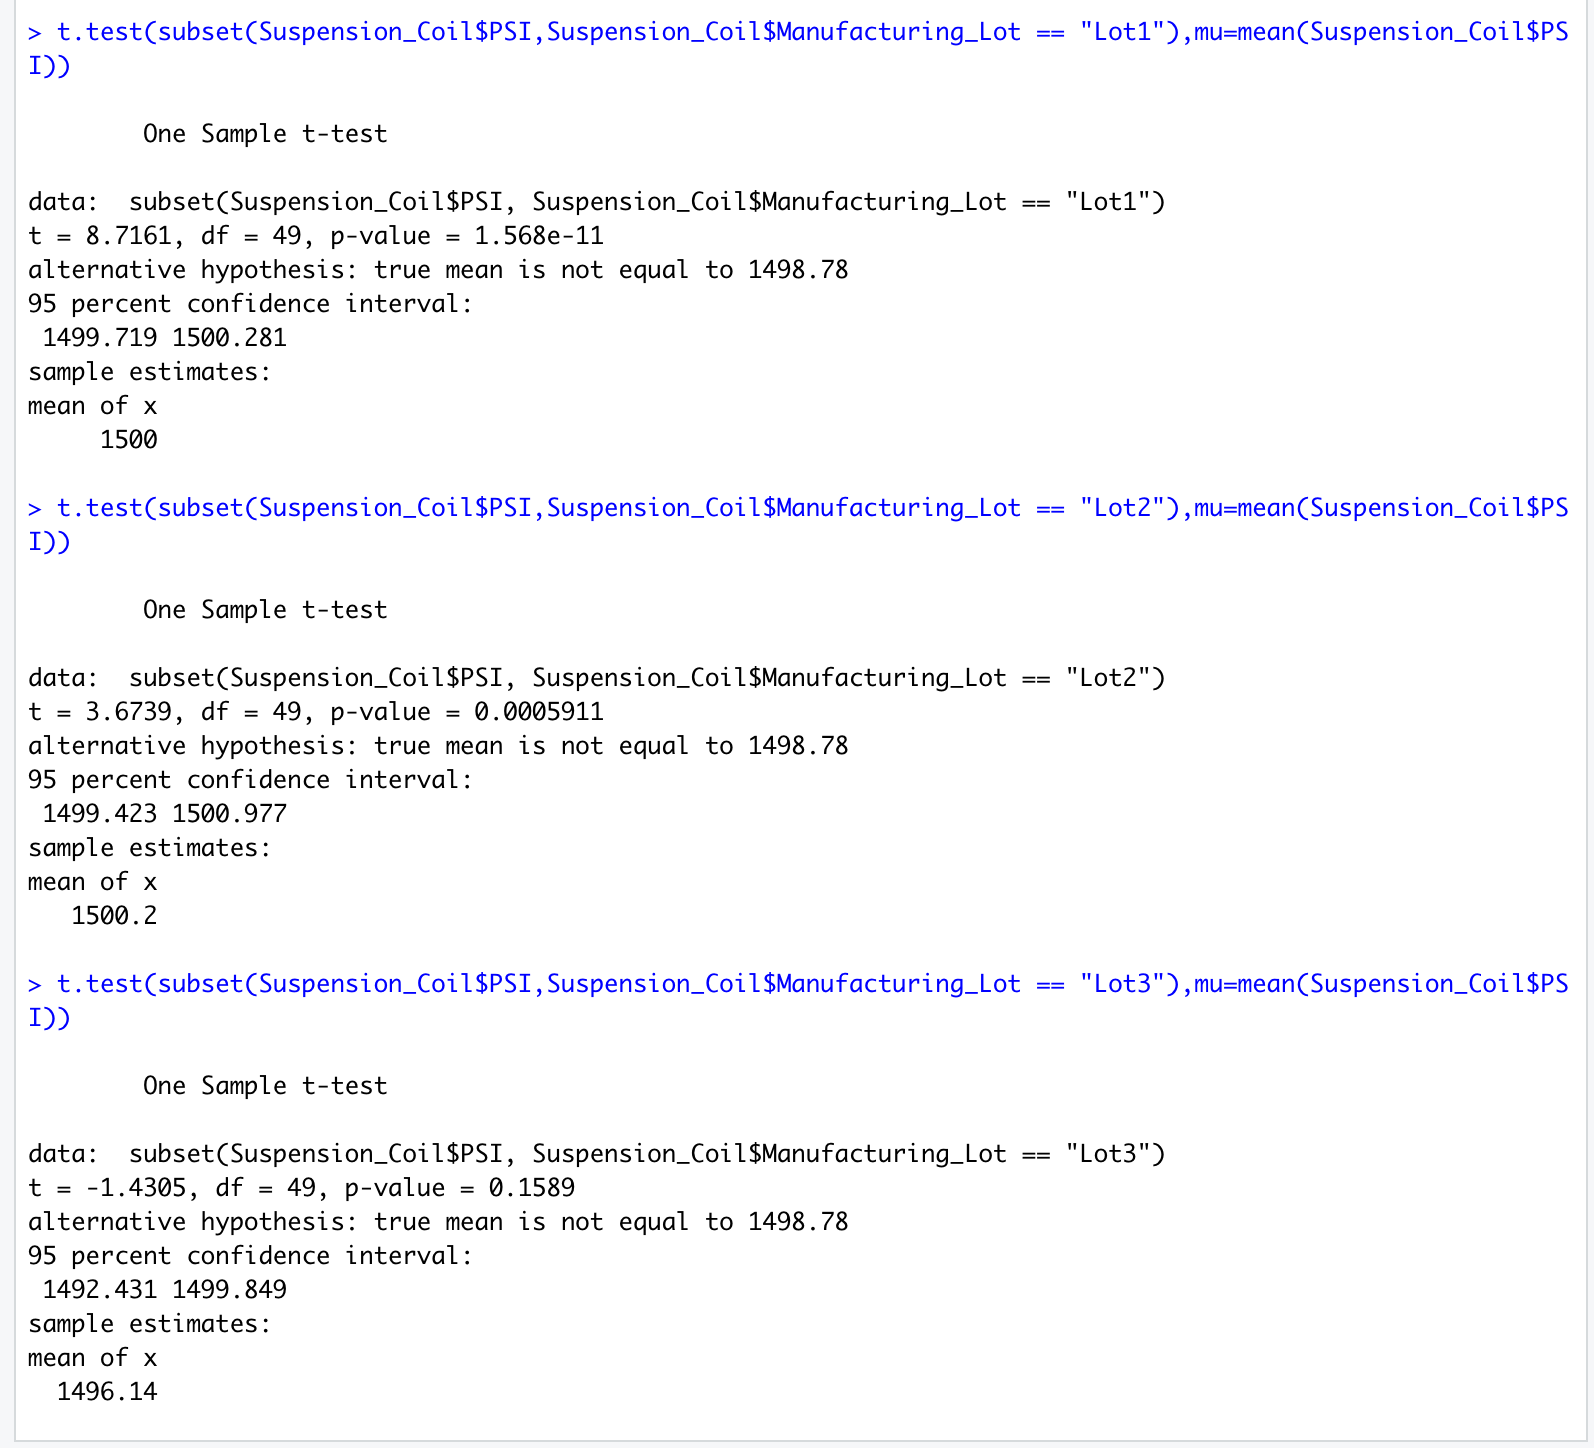 > t.test(subset(Suspension_Coil$PSI,Suspension_Coil$Manufacturing_Lot == "Lot1"),mu=mean(Suspension_Coil$PS
I))
One Sample t-test
data:  subset(Suspension_Coil$PSI, Suspension_Coil$Manufacturing_Lot == "Lot1")
t = 8.7161, df = 49, p-value = 1.568e-11
alternative hypothesis: true mean is not equal to 1498.78
95 percent confidence interval:
1499.719 1500.281
sample estimates:
mean of x
1500
> t.test(subset(Suspension_Coil$PSI,Suspension_Coil$Manufacturing_Lot == "Lot2"),mu=mean(Suspension_Coil$PS
I))
One Sample t-test
data:  subset(Suspension_Coil$PSI, Suspension_Coil$Manufacturing_Lot == "Lot2")
t = 3.6739, df = 49, p-value = 0.0005911
alternative hypothesis: true mean is not equal to 1498.78
95 percent confidence interval:
1499.423 1500.977
sample estimates:
mean of x
1500.2
> t.test(subset(Suspension_Coil$PSI,Suspension_Coil$Manufacturing_Lot == "Lot3"),mu=mean(Suspension_Coil$PS
I))
One Sample t-test
data:  subset(Suspension_Coil$PSI, Suspension_Coil$Manufacturing_Lot == "Lot3")
t = -1.4305, df = 49, p-value = 0.1589
alternative hypothesis: true mean is not equal to 1498.78
95 percent confidence interval:
1492.431 1499.849
sample estimates:
mean of x
1496.14